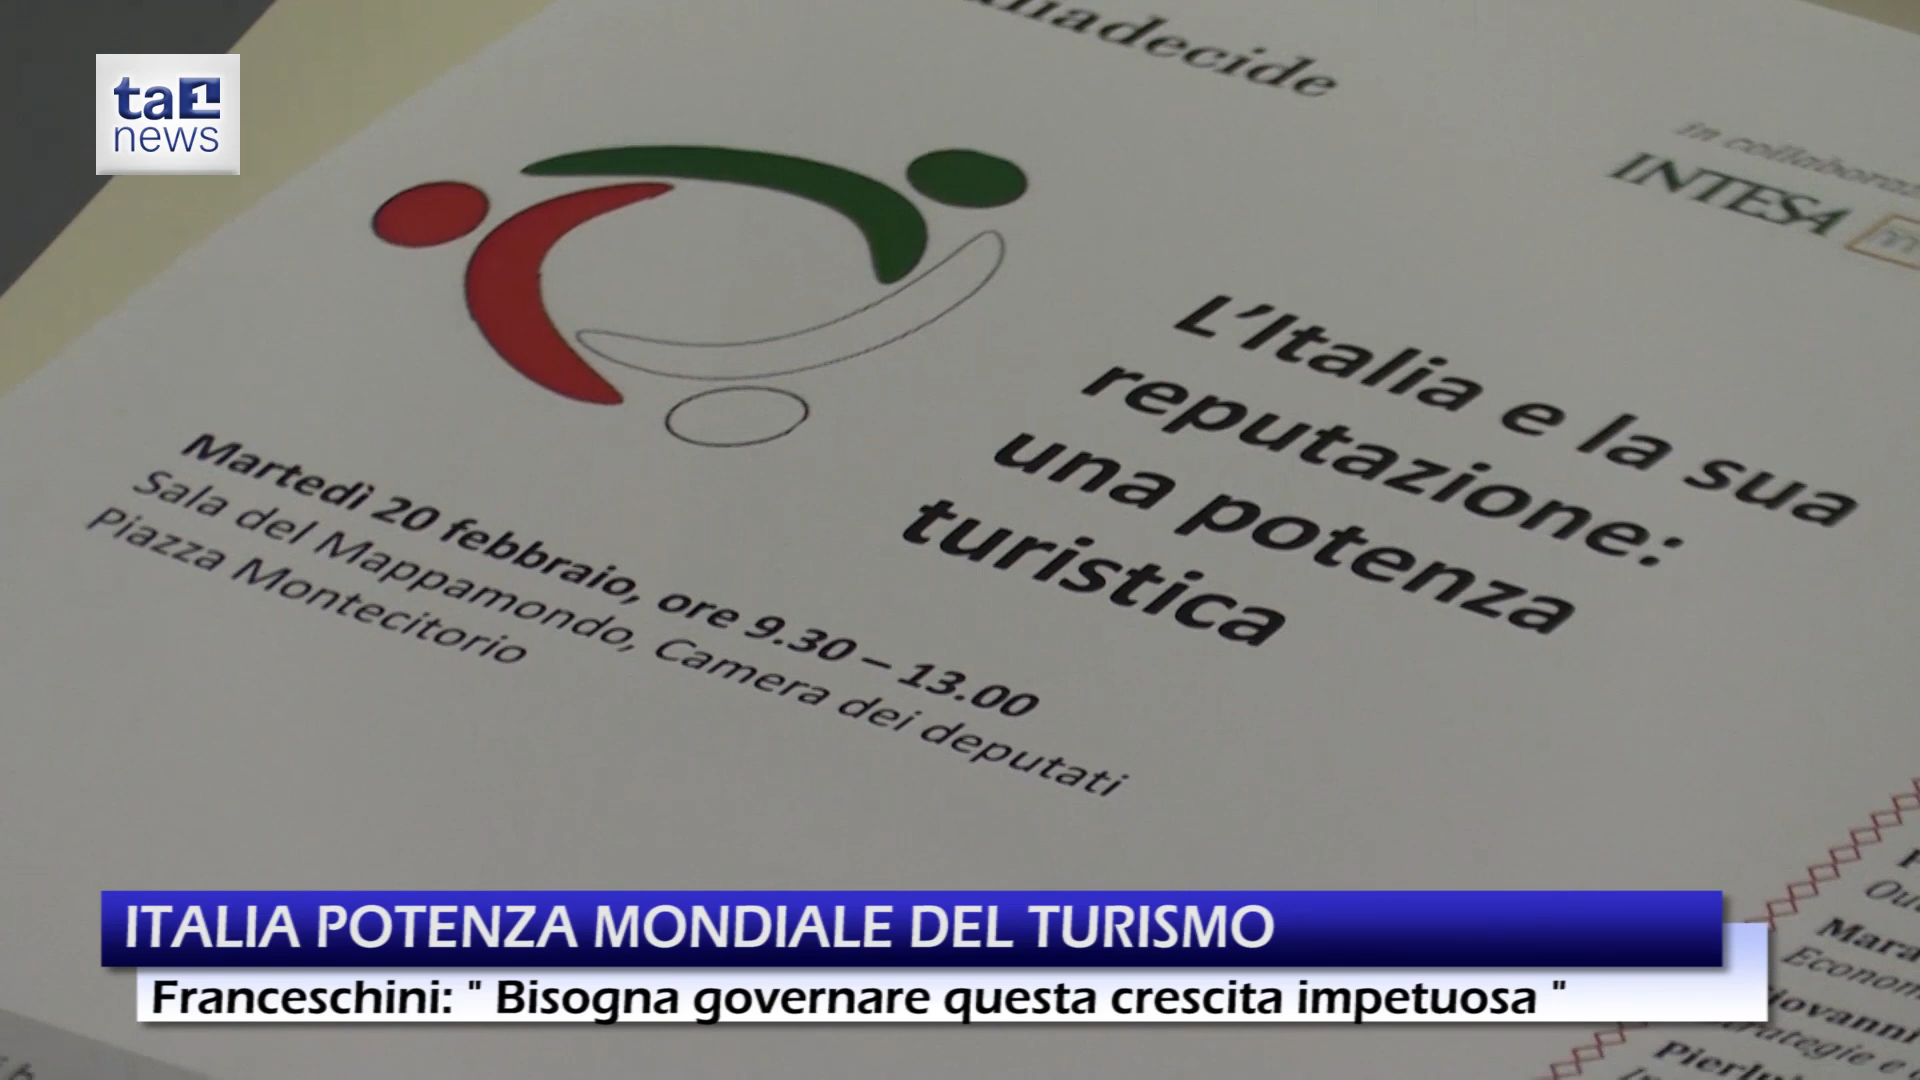 ta1
news
in
INTESA
L'Italia e la sua
reputazione:
una potenza
turistica
Martedì 20 febbraio, ore 9.30 – 13.00
Sala del Mappamondo, Camera dei deputati
Piazza Montecitorio
ITALIA POTENZA MONDIALE DEL TURISMO
Franceschini: " Bisogna governare questa crescita impetuosa "